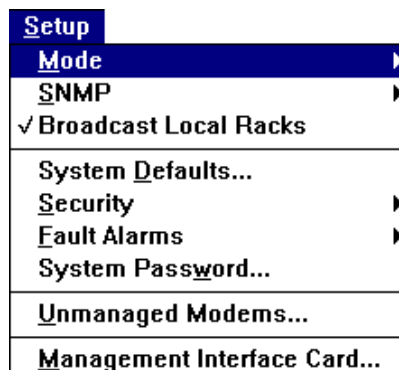 Setup
Mode
SNMP
✓ Broadcast Local Racks
System Defaults...
Security
Fault Alarms
System Password...
Unmanaged Modems...
Management Interface Card...